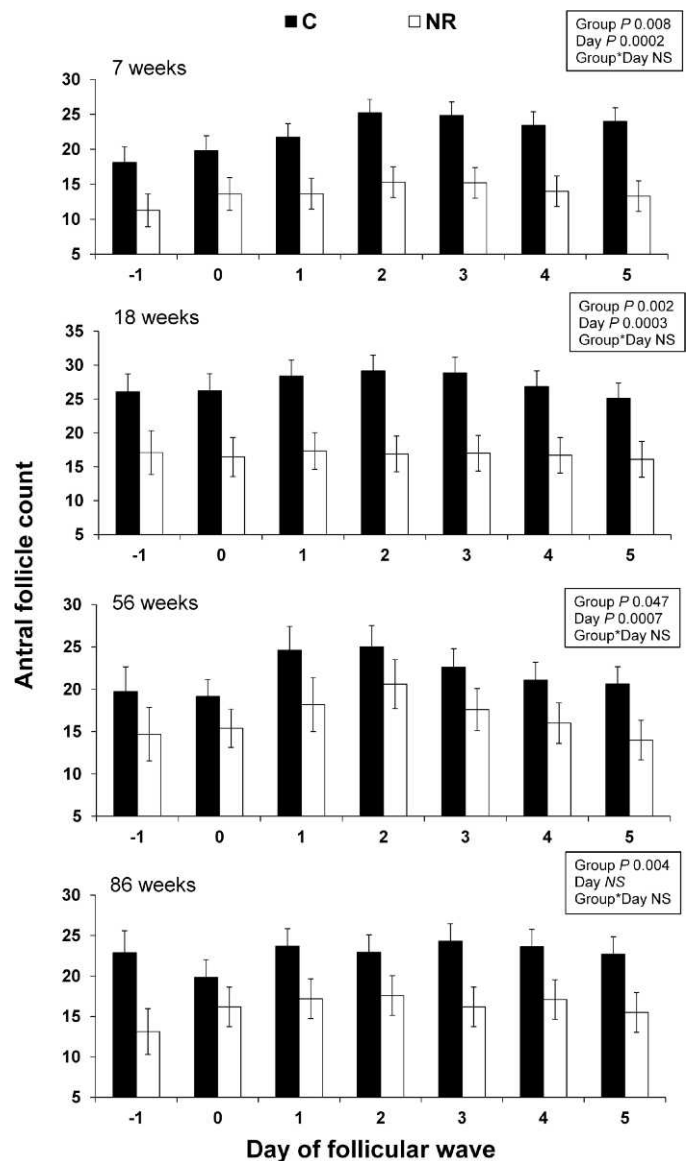 C NR
Group P 0.008
Day P 0.0002
Group*Day NS
7 weeks
30
25
20
15
10
5
-1 0 1 2 3 4 5
Group P 0.002
Day P 0.0003
Group*Day NS
18 weeks
35
30
25
20
15
10
5
-1 0 1 2 3 4 5
Group P 0.047
Day P 0.0007
Group*Day NS
56 weeks
30
25
20
15
10
5
-1 0 1 2 3 4 5
Group P 0.004
Day NS
Group*Day NS
86 weeks
30
25
20
15
10
5
-1 0 1 2 3 4 5
Antral follicle count
Day of follicular wave